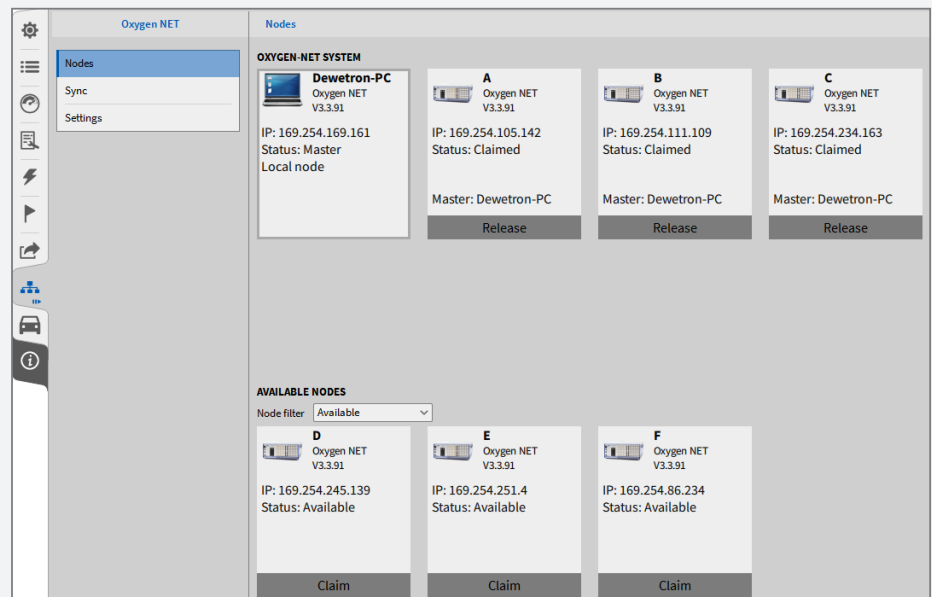 Oxygen NET
Nodes
Nodes
Sync
Settings
OXYGEN-NET SYSTEM
Dewetron-PC
Oxygen NET
V3.3.91
IP: 169.254.169.161
Status: Master
Local node
A
Oxygen NET
V3.3.91
IP: 169.254.105.142
Status: Claimed
Master: Dewetron-PC
Release
B
Oxygen NET
V3.3.91
IP: 169.254.111.109
Status: Claimed
Master: Dewetron-PC
Release
C
Oxygen NET
V3.3.91
IP: 169.254.234.163
Status: Claimed
Master: Dewetron-PC
Release
AVAILABLE NODES
Node filter Available
D
Oxygen NET
V3.3.91
IP: 169.254.245.139
Status: Available
Claim
E
Oxygen NET
V3.3.91
IP: 169.254.251.4
Status: Available
Claim
F
Oxygen NET
V3.3.91
IP: 169.254.86.234
Status: Available
Claim